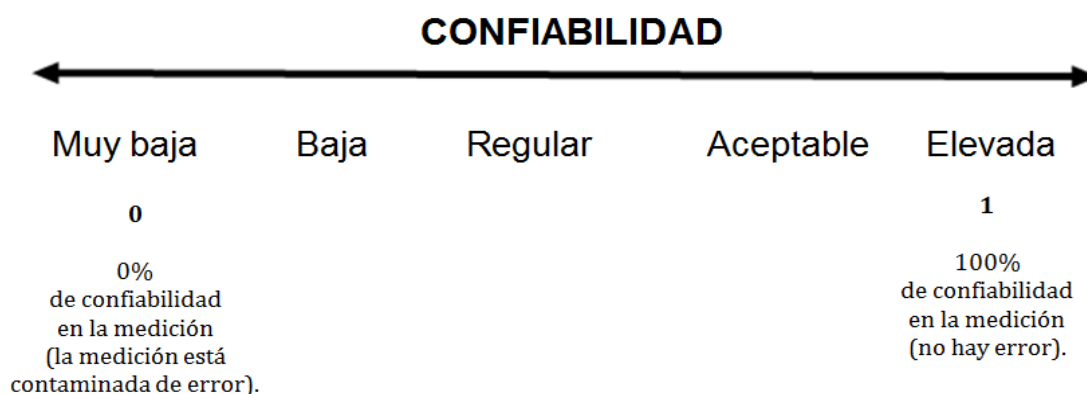 CONFIABILIDAD
Muy baja Baja Regular Aceptable Elevada
0 1
0%
de confiabilidad
en la medición
(la medición está
contaminada de error).
100%
de confiabilidad
en la medición
(no hay error).